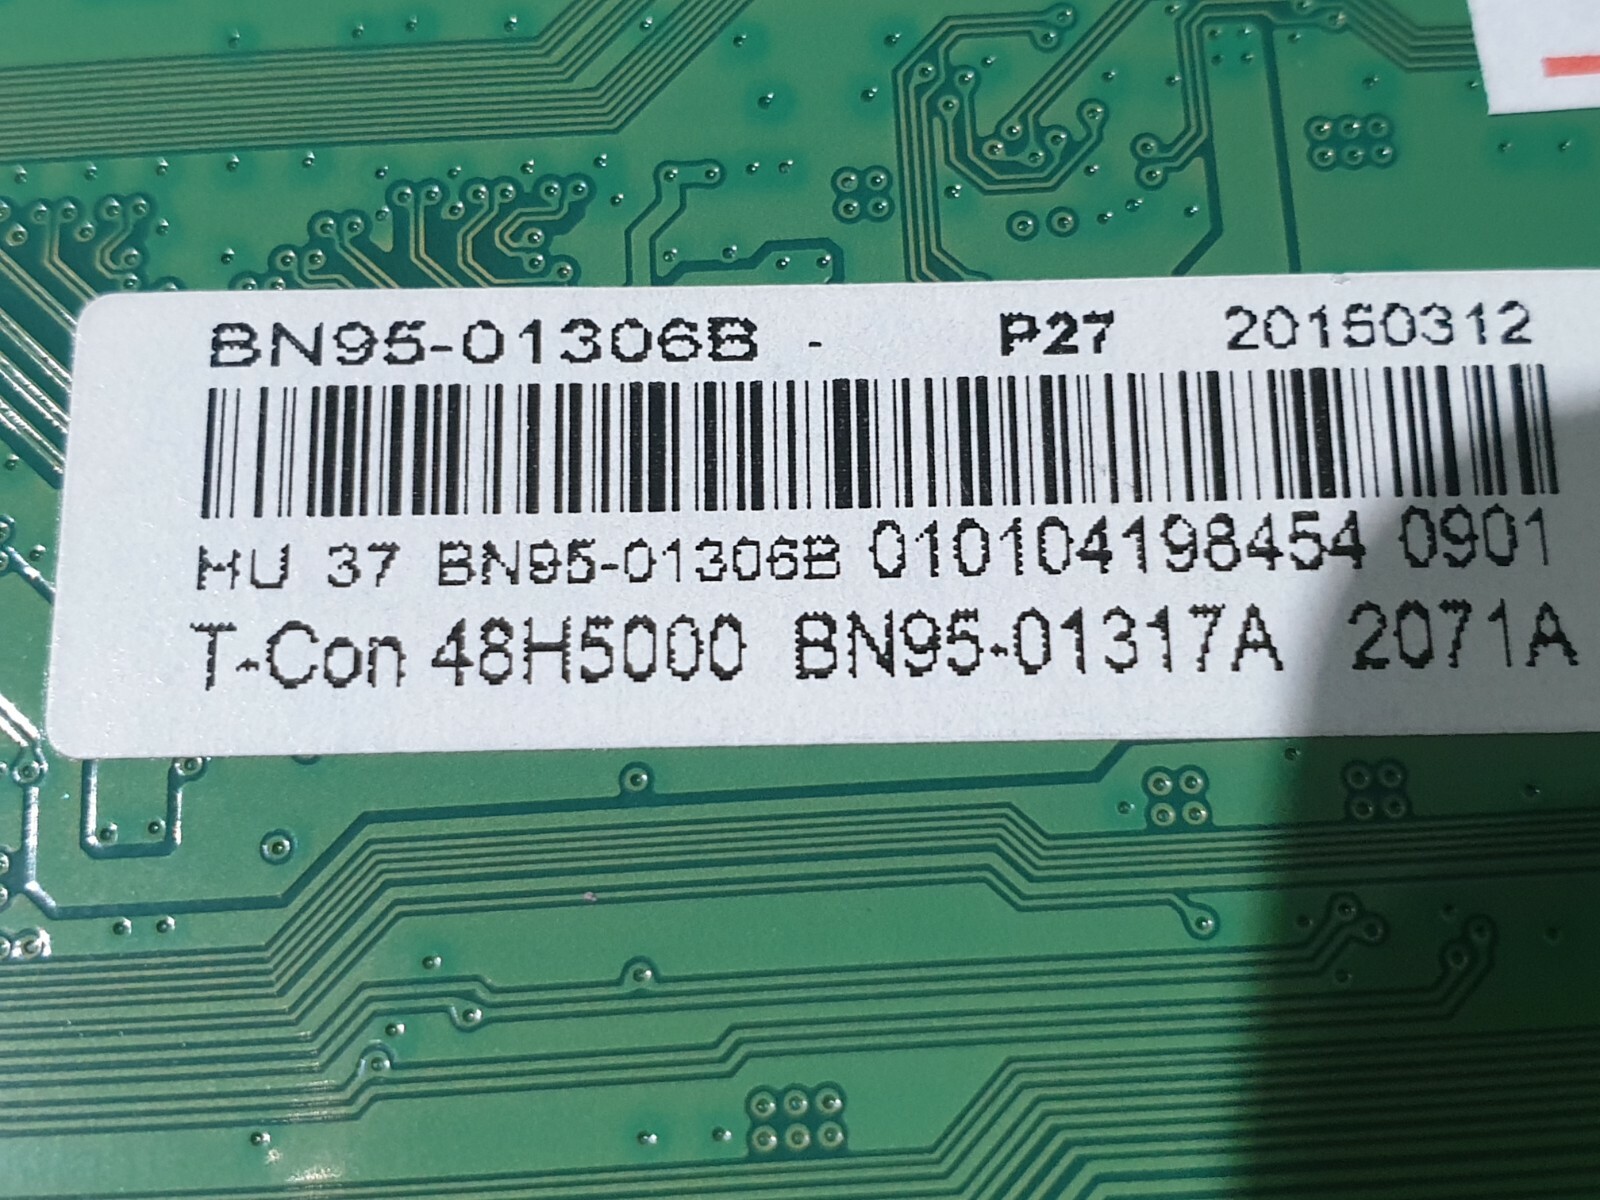 BN95-01306B - P27 20150312
HU 37 BN95-01306B 010104198454 0901
T-Con 48H5000 BN95-01317A 2071A